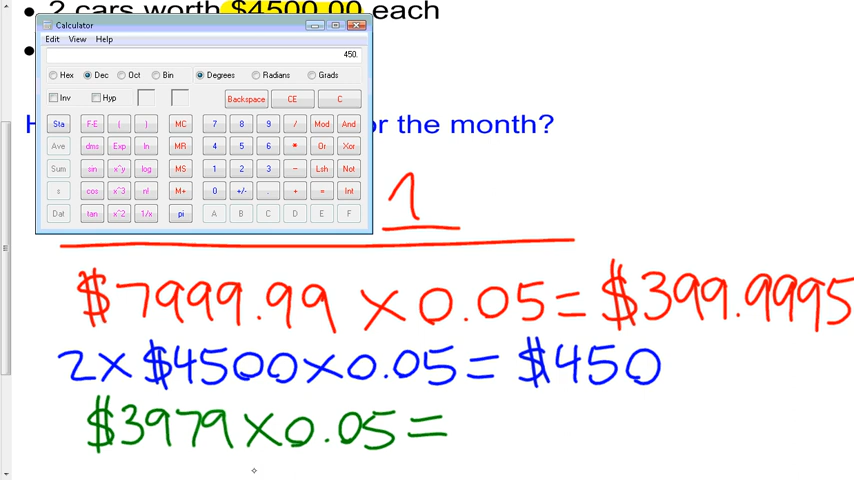 • 2 cars worth $4500.00 each
Calculator
Edit View Help
450.
Hex Dec Oct Bin Degrees Radians Grads
Inv Hyp Backspace CE C
Sta F-E ( ) MC 7 8 9 / Mod And
Ave dms Exp ln MR 4 5 6 * Or Xor
Sum sin x^y log MS 1 2 3 - Lsh Not
s cos x^3 n! M+ 0 +/- . + = Int
Dat tan x^2 1/x pi A B C D E F
H
r the month?
1
$7999.99 × 0.05 = $399.9995
2 × $4500 × 0.05 = $450
$3979 × 0.05 =